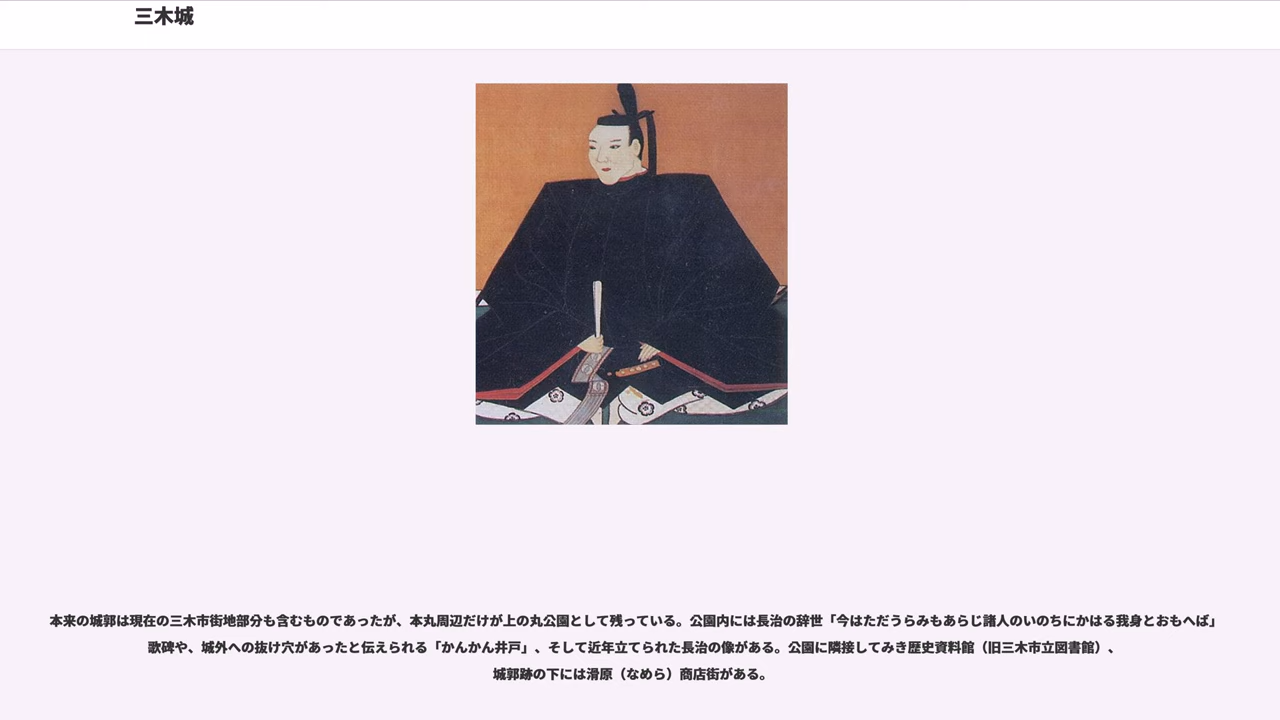 三木城
本来の城郭は現在の三木市街地部分も含むものであったが、本丸周辺だけが上の丸公園として残っている。公園内には長治の辞世「今はただうらみもあらじ諸人のいのちにかはる我身とおもへば」
歌碑や、城外への抜け穴があったと伝えられる「かんかん井戸」、そして近年立てられた長治の像がある。公園に隣接してみき歴史資料館（旧三木市立図書館）、
城郭跡の下には滑原（なめら）商店街がある。